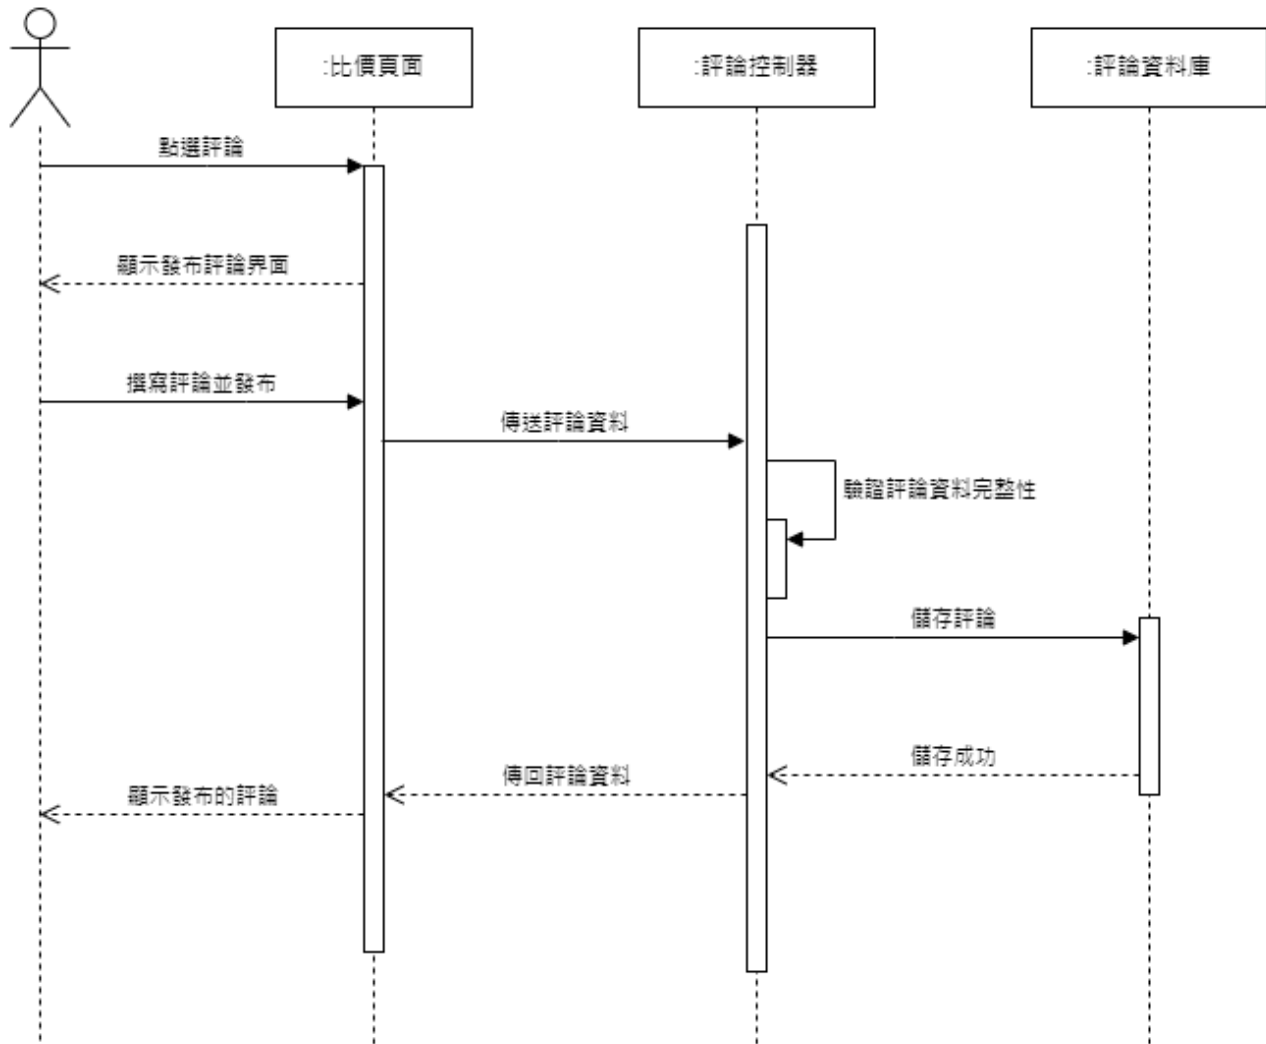 :比價頁面
:評論控制器
:評論資料庫
點選評論
顯示發布評論界面
撰寫評論並發布
傳送評論資料
驗證評論資料完整性
儲存評論
儲存成功
傳回評論資料
顯示發布的評論